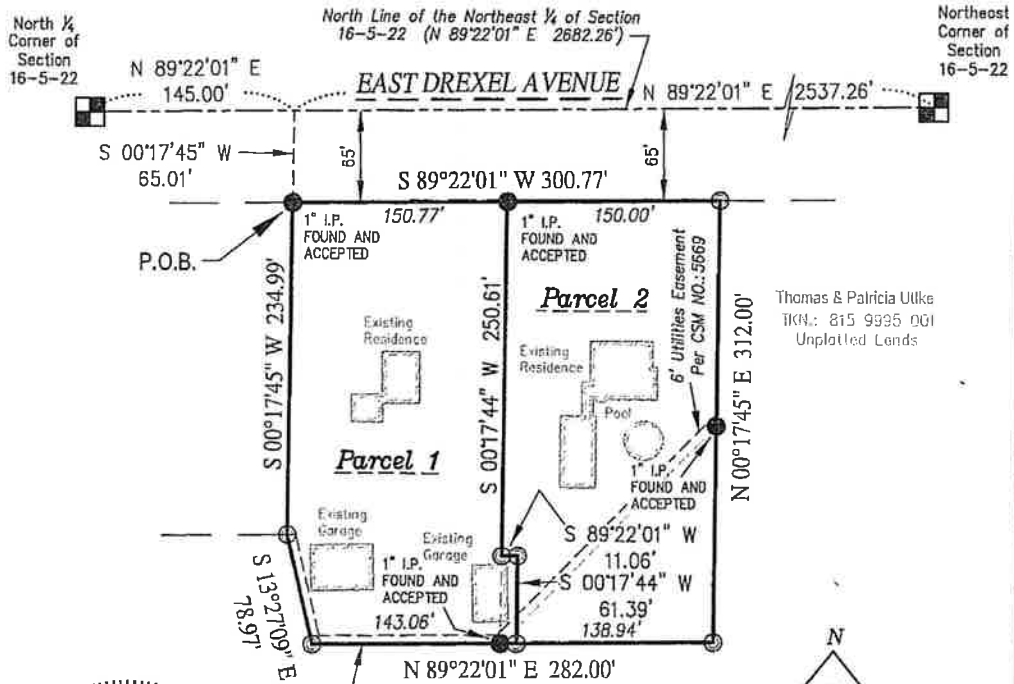 North ¼
Corner of
Section
16-5-22
North Line of the Northeast ¼ of Section
16-5-22 (N 89°22'01" E 2682.26')
Northeast
Corner of
Section
16-5-22
N 89°22'01" E
145.00'
EAST DREXEL AVENUE
N 89°22'01" E
2537.26'
S 00°17'45" W
65.01'
65'
65'
S 89°22'01" W 300.77'
150.77'
150.00'
1" I.P.
FOUND AND
ACCEPTED
1" I.P.
FOUND AND
ACCEPTED
P.O.B.
S 00°17'45" W 234.99'
S 00°17'44" W 250.61'
Parcel 2
6' Utilities Easement
Per CSM NO.:5669
N 00°17'45" E 312.00'
Thomas & Patricia Ullke
TKN.: 815 9995 001
Unplatted Lands
Existing
Residence
Existing
Residence
Pool
Parcel 1
1" I.P.
FOUND AND
ACCEPTED
Existing
Garage
Existing
Garage
1" I.P.
FOUND AND
ACCEPTED
S 89°22'01" W
11.06'
S 00°17'44" W
61.39'
S 13°27'09" E
78.97'
143.06'
138.94'
N 89°22'01" E 282.00'
N